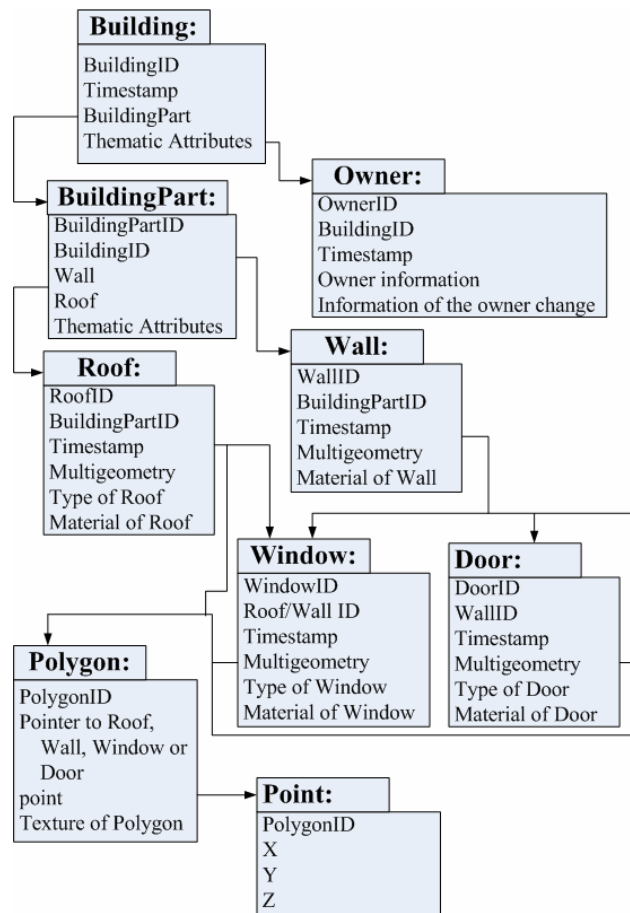 Building:
BuildingID
Timestamp
BuildingPart
Thematic Attributes
Owner:
OwnerID
BuildingID
Timestamp
Owner information
Information of the owner change
BuildingPart:
BuildingPartID
BuildingID
Wall
Roof
Thematic Attributes
Wall:
WallID
BuildingPartID
Timestamp
Multigeometry
Material of Wall
Roof:
RoofID
BuildingPartID
Timestamp
Multigeometry
Type of Roof
Material of Roof
Window:
WindowID
Roof/Wall ID
Timestamp
Multigeometry
Type of Window
Material of Window
Door:
DoorID
WallID
Timestamp
Multigeometry
Type of Door
Material of Door
Polygon:
PolygonID
Pointer to Roof,
Wall, Window or
Door
point
Texture of Polygon
Point:
PolygonID
X
Y
Z